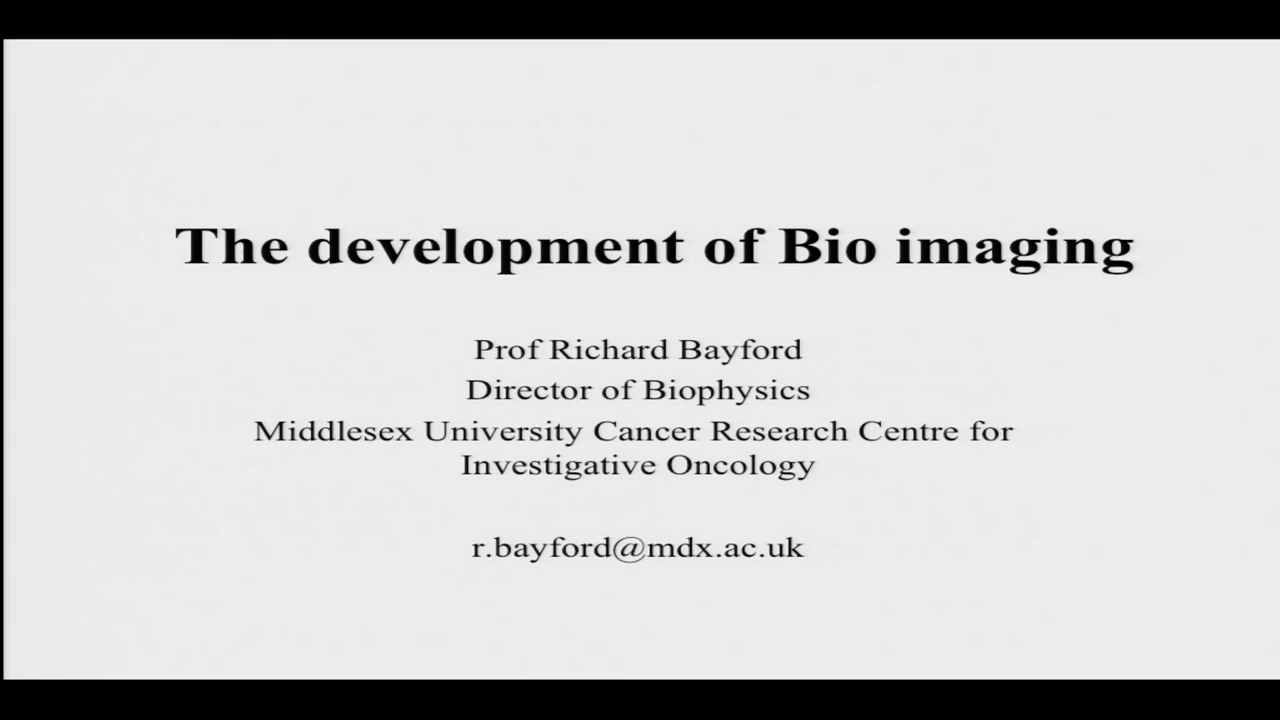 The development of Bio imaging
Prof Richard Bayford
Director of Biophysics
Middlesex University Cancer Research Centre for
Investigative Oncology
r.bayford@mdx.ac.uk